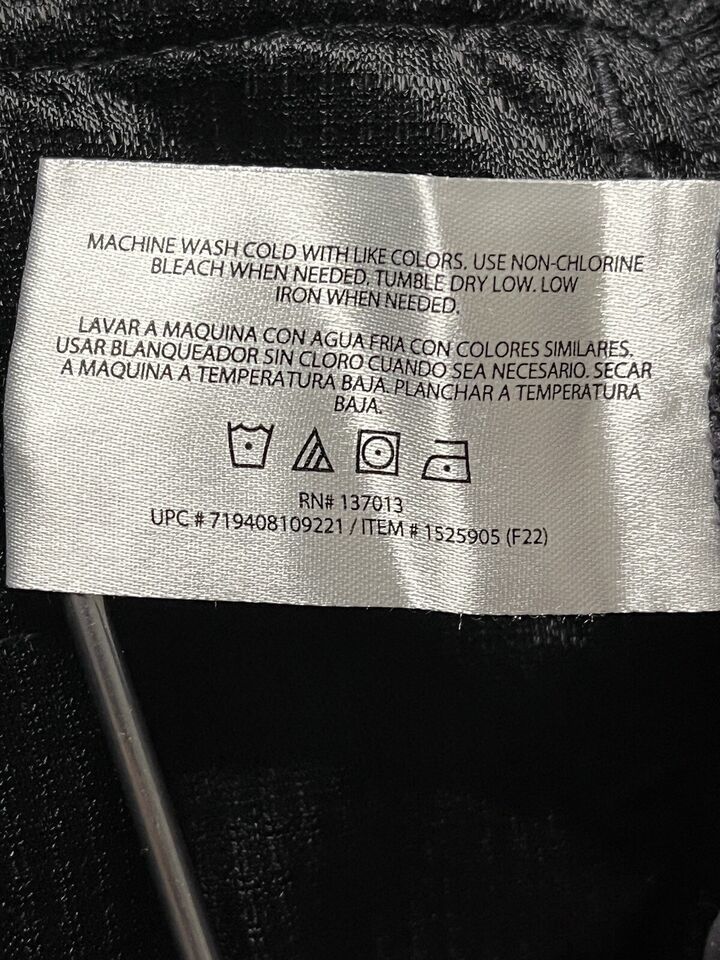 MACHINE WASH COLD WITH LIKE COLORS. USE NON-CHLORINE
BLEACH WHEN NEEDED. TUMBLE DRY LOW. LOW
IRON WHEN NEEDED.
LAVAR A MAQUINA CON AGUA FRIA CON COLORES SIMILARES.
USAR BLANQUEADOR SIN CLORO CUANDO SEA NECESARIO. SECAR
A MAQUINA A TEMPERATURA BAJA. PLANCHAR A TEMPERATURA
BAJA.
RN# 137013
UPC # 719408109221 / ITEM # 1525905 (F22)